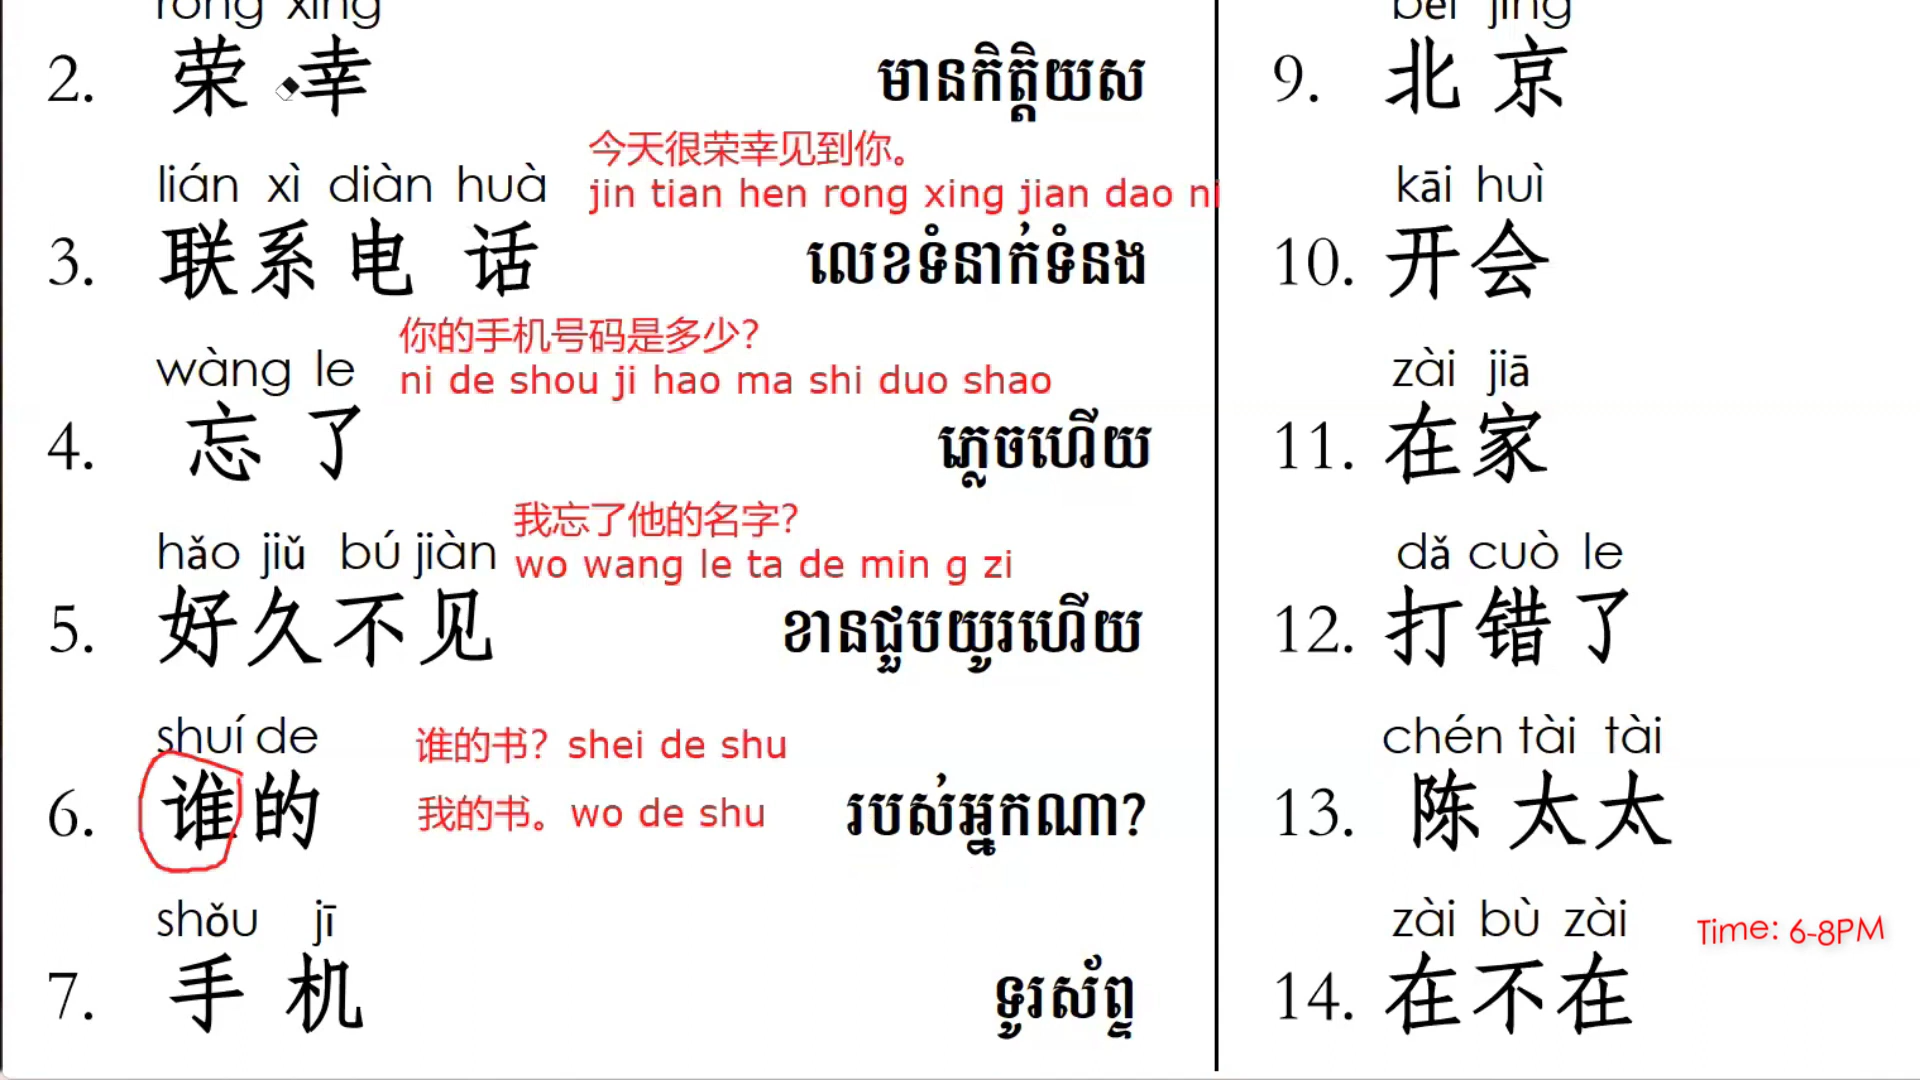 róng xìng
2. 荣 幸 មានកិត្តិយស
今天很荣幸见到你。
jin tian hen rong xing jian dao ni
lián xì diàn huà
3. 联系电 话 លេខទំនាក់ទំនង
你的手机号码是多少?
ni de shou ji hao ma shi duo shao
wàng le
4. 忘 了 ភ្លេចហើយ
我忘了他的名字?
wo wang le ta de min g zi
hǎo jiǔ bú jiàn
5. 好久不见 ខានជួបយូរហើយ
shuí de
谁的书? shei de shu
6. 谁的 របស់អ្នកណា?
我的书。wo de shu
shǒu jī
7. 手 机 ទូរស័ព្ទ
běi jīng
9. 北 京
kāi huì
10. 开会
zài jiā
11. 在家
dǎ cuò le
12. 打错了
chén tài tài
13. 陈 太太
zài bù zài
14. 在不在
Time: 6-8PM